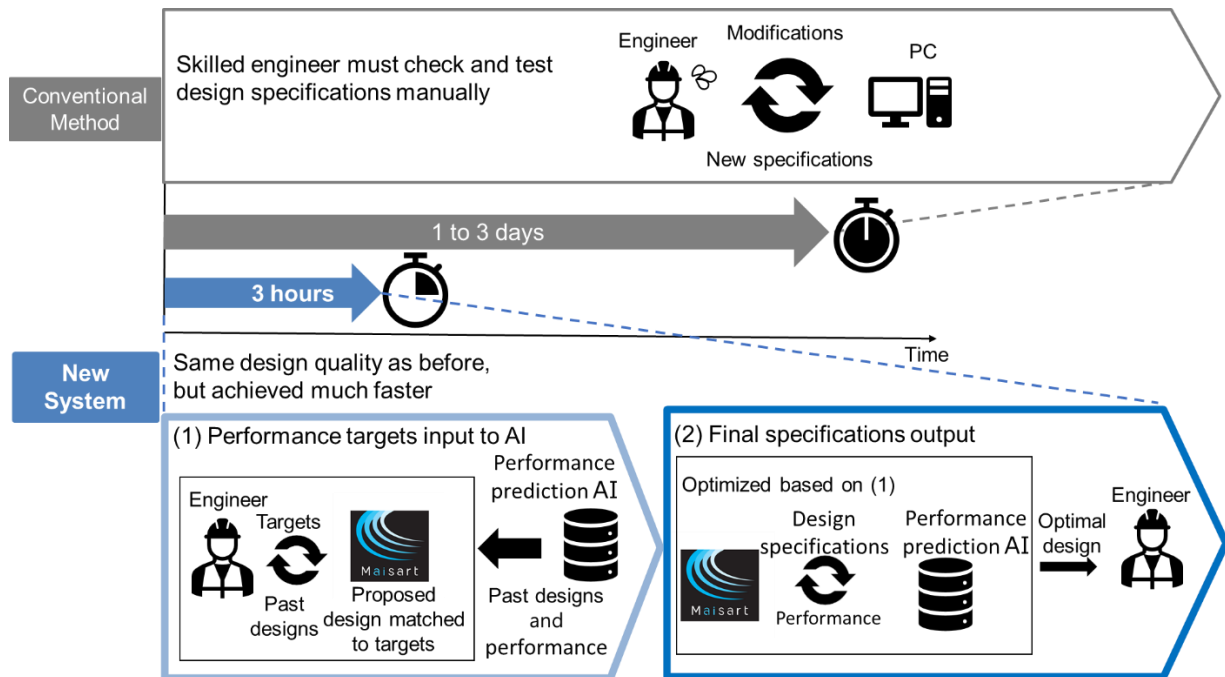 Conventional
Method
Skilled engineer must check and test
design specifications manually
Engineer
Modifications
PC
New specifications
1 to 3 days
3 hours
Time
New
System
Same design quality as before,
but achieved much faster
(1) Performance targets input to AI
Engineer
Targets
Past
designs
Maisart
Proposed
design matched
to targets
Performance
prediction AI
Past designs
and
performance
(2) Final specifications output
Optimized based on (1)
Maisart
Design
specifications
Performance
Performance
prediction AI
Optimal
design
Engineer